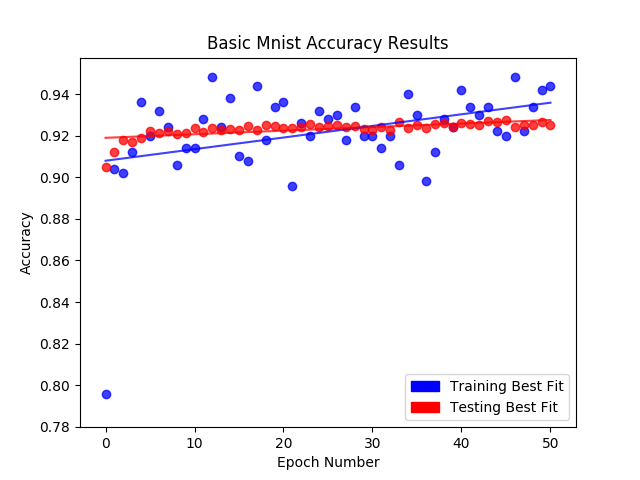 Basic Mnist Accuracy Results
Accuracy
0.94
0.92
0.90
0.88
0.86
0.84
0.82
0.80
0.78
Training Best Fit
Testing Best Fit
0 10 20 30 40 50
Epoch Number